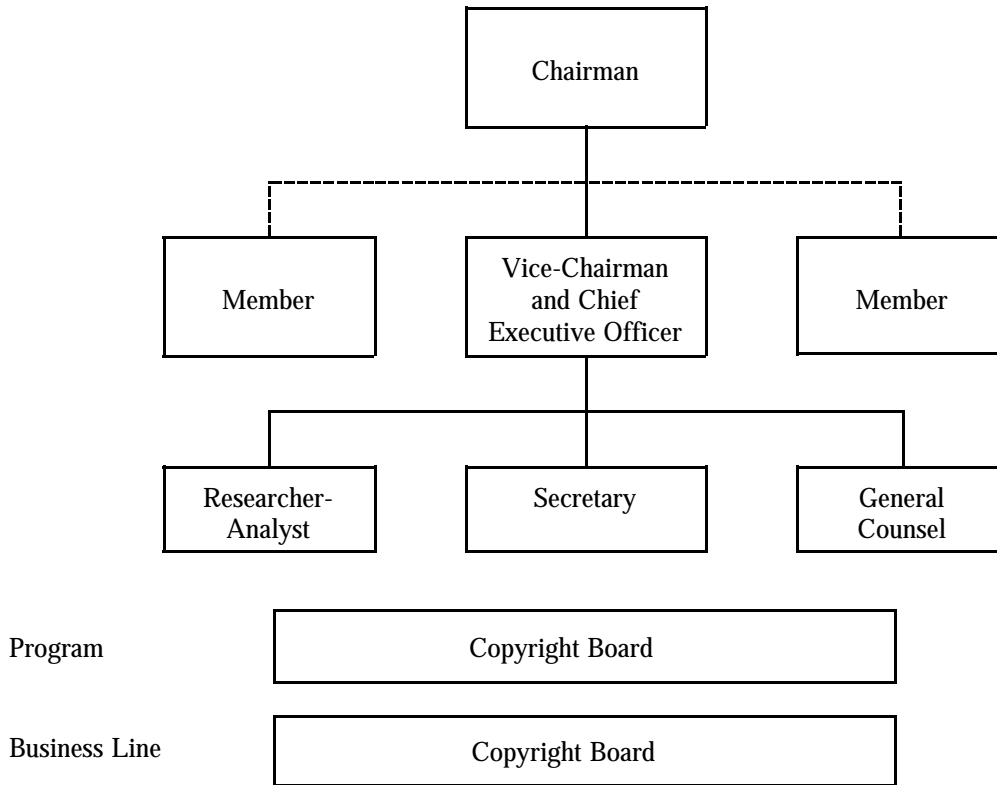 Chairman
Member
Vice-Chairman
and Chief
Executive Officer
Member
Researcher-
Analyst
Secretary
General
Counsel
Program
Copyright Board
Business Line
Copyright Board